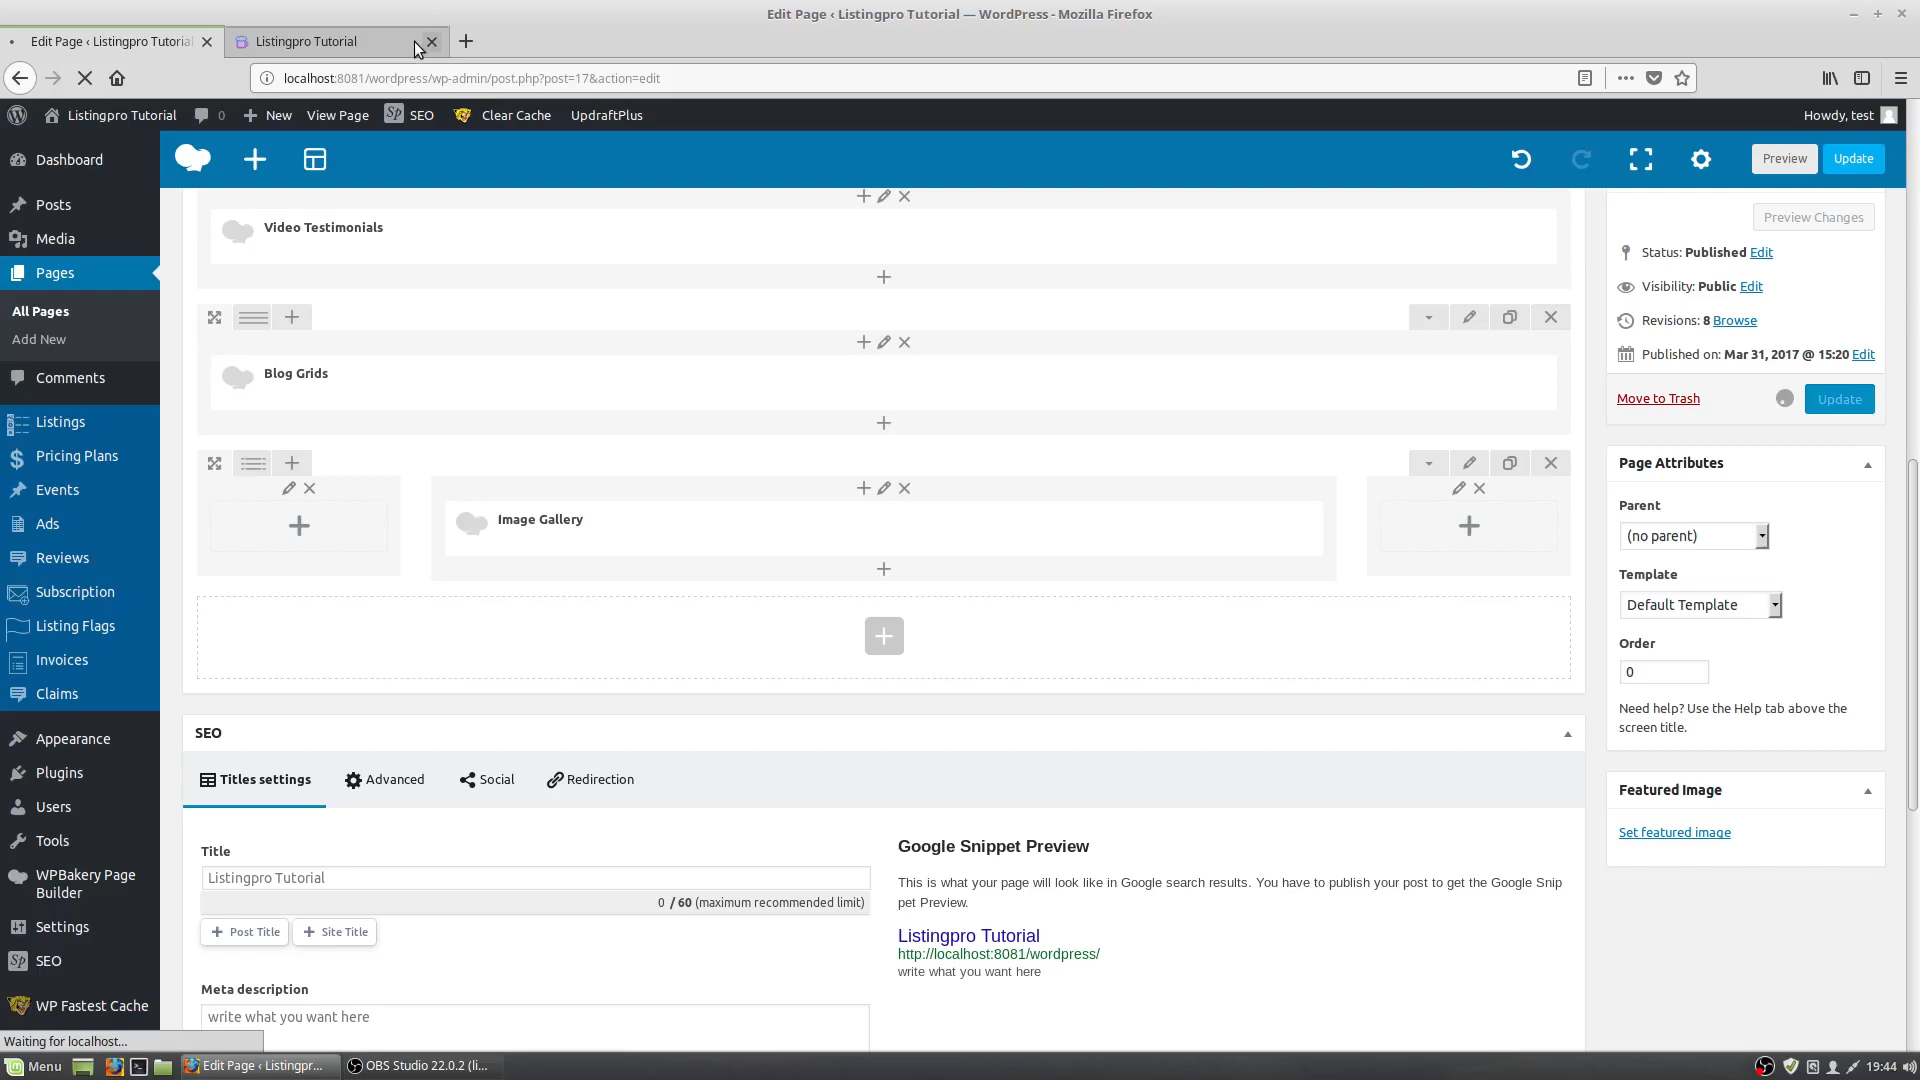 Edit Page ‹ Listingpro Tutorial — WordPress - Mozilla Firefox
Edit Page ‹ Listingpro Tutorial
Listingpro Tutorial
localhost:8081/wordpress/wp-admin/post.php?post=17&action=edit
Listingpro Tutorial
0
New
View Page
SEO
Clear Cache
UpdraftPlus
Howdy, test
Preview
Update
Dashboard
Posts
Media
Pages
All Pages
Add New
Comments
Listings
Pricing Plans
Events
Ads
Reviews
Subscription
Listing Flags
Invoices
Claims
Appearance
Plugins
Users
Tools
WPBakery Page
Builder
Settings
SEO
WP Fastest Cache
Video Testimonials
Blog Grids
Image Gallery
SEO
Titles settings
Advanced
Social
Redirection
Title
Listingpro Tutorial
0 / 60 (maximum recommended limit)
Post Title
Site Title
Meta description
write what you want here
Google Snippet Preview
This is what your page will look like in Google search results. You have to publish your post to get the Google Snip
pet Preview.
Listingpro Tutorial
http://localhost:8081/wordpress/
write what you want here
Preview Changes
Status: Published Edit
Visibility: Public Edit
Revisions: 8 Browse
Published on: Mar 31, 2017 @ 15:20 Edit
Move to Trash
Update
Page Attributes
Parent
(no parent)
Template
Default Template
Order
0
Need help? Use the Help tab above the
screen title.
Featured Image
Set featured image
Waiting for localhost...
Menu
Edit Page ‹ Listingpr...
OBS Studio 22.0.2 (li...
19:44